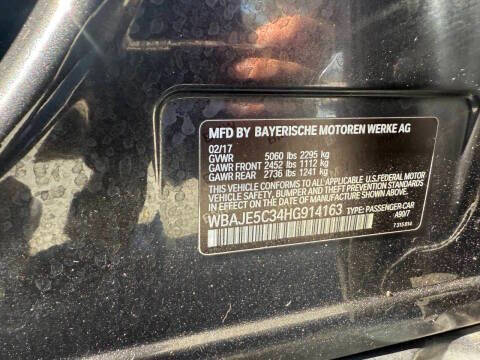 MFD BY BAYERISCHE MOTOREN WERKE AG
02/17
GVWR 5060 lbs 2295 kg
GAWR FRONT 2452 lbs 1112 kg
GAWR REAR 2736 lbs 1241 kg
THIS VEHICLE CONFORMS TO ALL APPLICABLE U.S.FEDERAL MOTOR
VEHICLE SAFETY, BUMPER AND THEFT PREVENTION STANDARDS
IN EFFECT ON THE DATE OF MANUFACTURE SHOWN ABOVE.
WBAJE5C34HG914163 TYPE: PASSENGER-CAR
A90/7
7 315 814